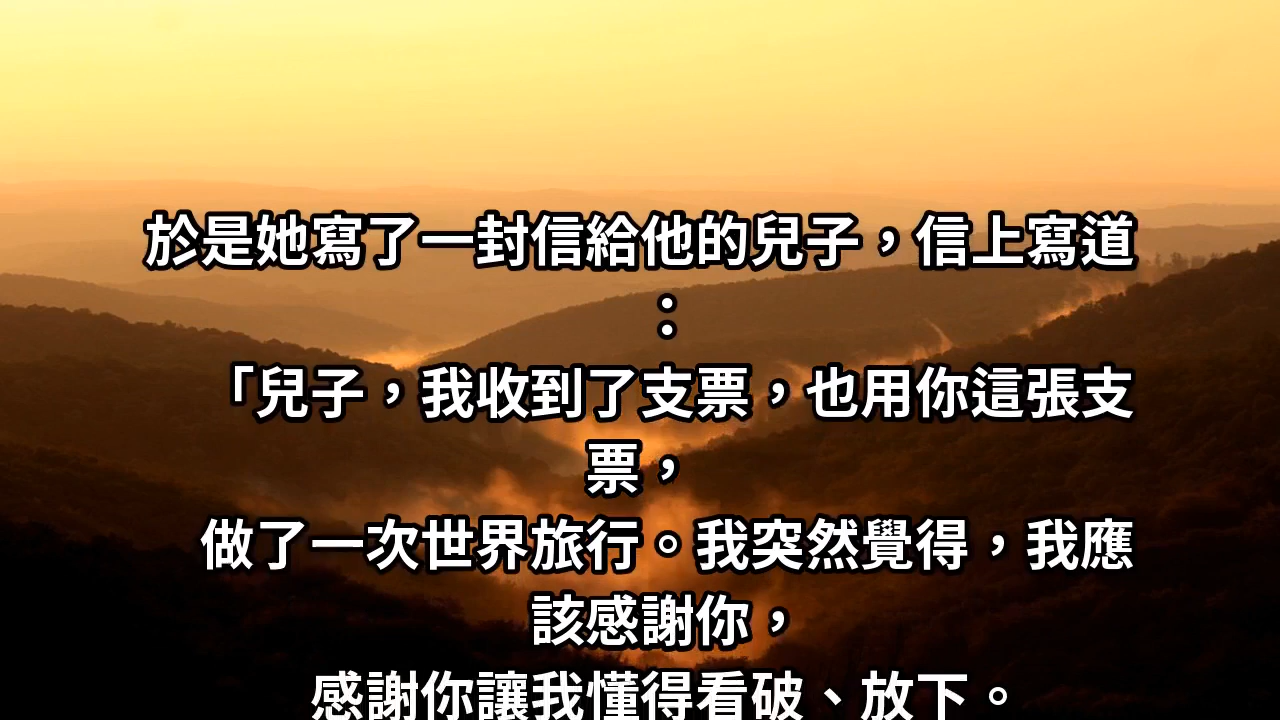 於是她寫了一封信給他的兒子，信上寫道
：
「兒子，我收到了支票，也用你這張支
票，
做了一次世界旅行。我突然覺得，我應
該感謝你，
感謝你讓我懂得看破、放下。